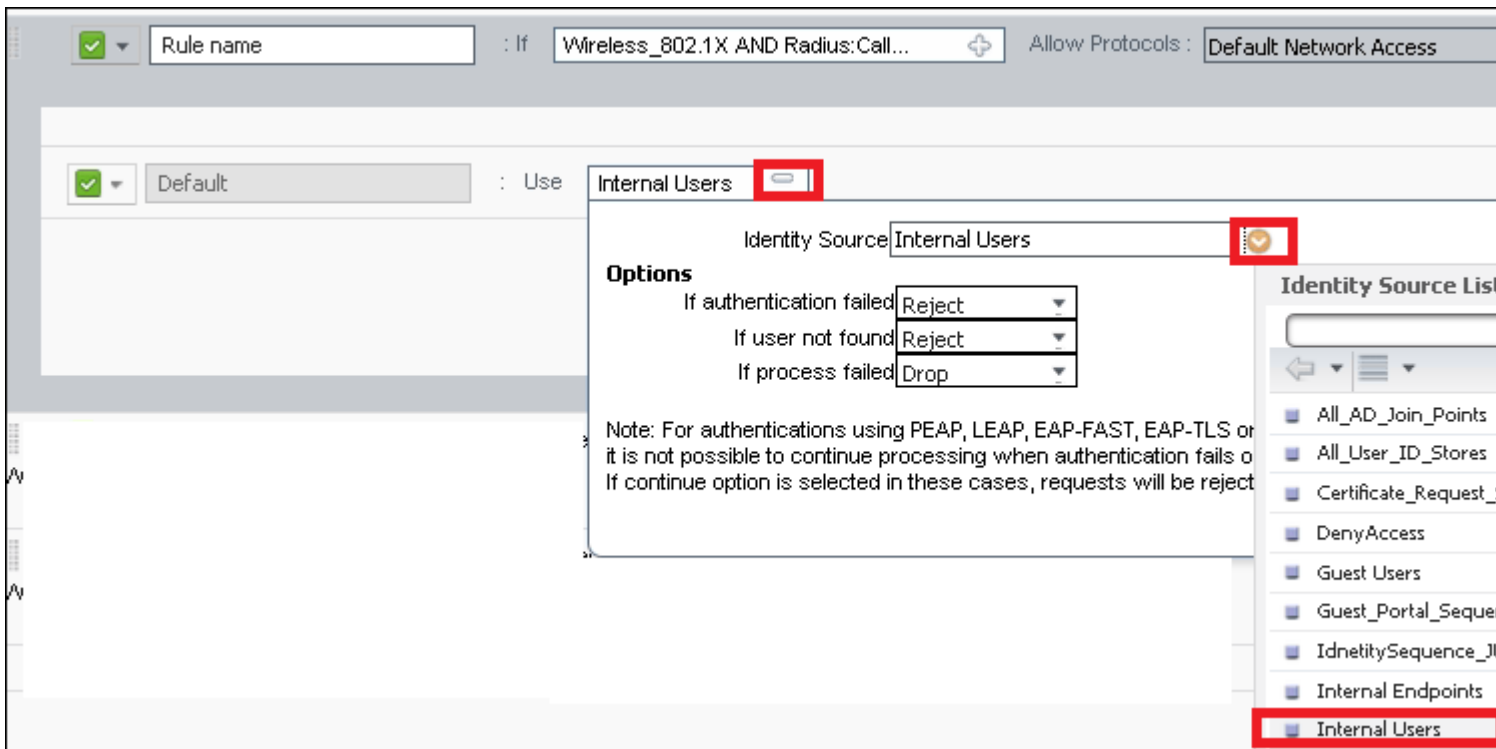 Rule name : If Wireless_802.1X AND Radius:Call... Allow Protocols : Default Network Access
Default : Use Internal Users
Identity Source Internal Users
Options
If authentication failed Reject
If user not found Reject
If process failed Drop
Note: For authentications using PEAP, LEAP, EAP-FAST, EAP-TLS or
it is not possible to continue processing when authentication fails o
If continue option is selected in these cases, requests will be reject
Identity Source List
All_AD_Join_Points
All_User_ID_Stores
Certificate_Request_
DenyAccess
Guest Users
Guest_Portal_Seque
IdnetitySequence_
Internal Endpoints
Internal Users